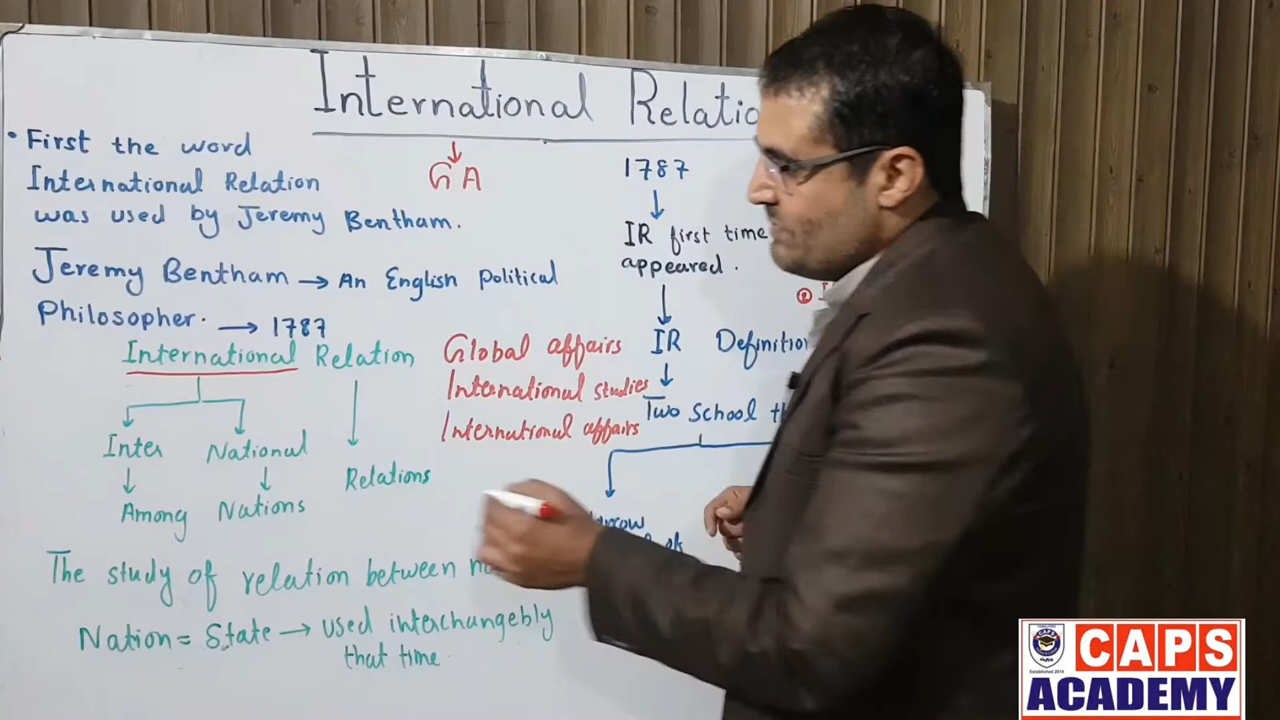 International Relatio
• First the word
International Relation
was used by Jeremy Bentham.
Jeremy Bentham → An English Political
Philosopher. → 1787
International Relation
Inter National
Relations
Among Nations
The study of relation between
Nation = State → used interchangebly
that time.
GA
Global affairs
International studies
International affairs
1787
IR first time
appeared.
IR Definition
Two School
CAPS
ACADEMY